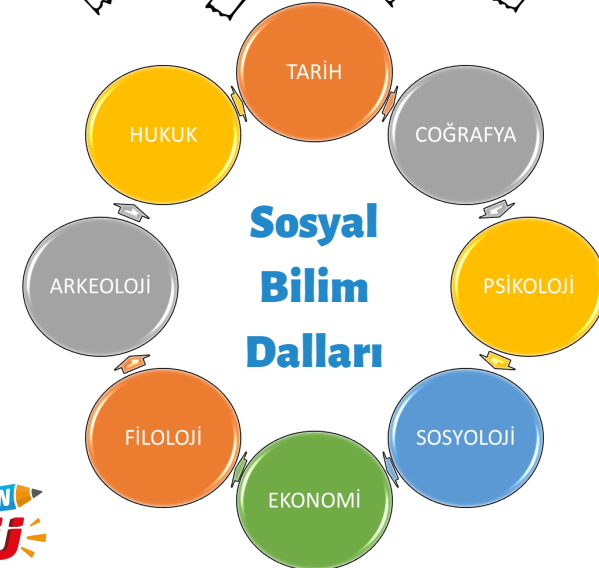 TARİH
COĞRAFYA
PSİKOLOJİ
SOSYOLOJİ
EKONOMİ
FİLOLOJİ
ARKEOLOJİ
HUKUK
Sosyal
Bilim
Dalları